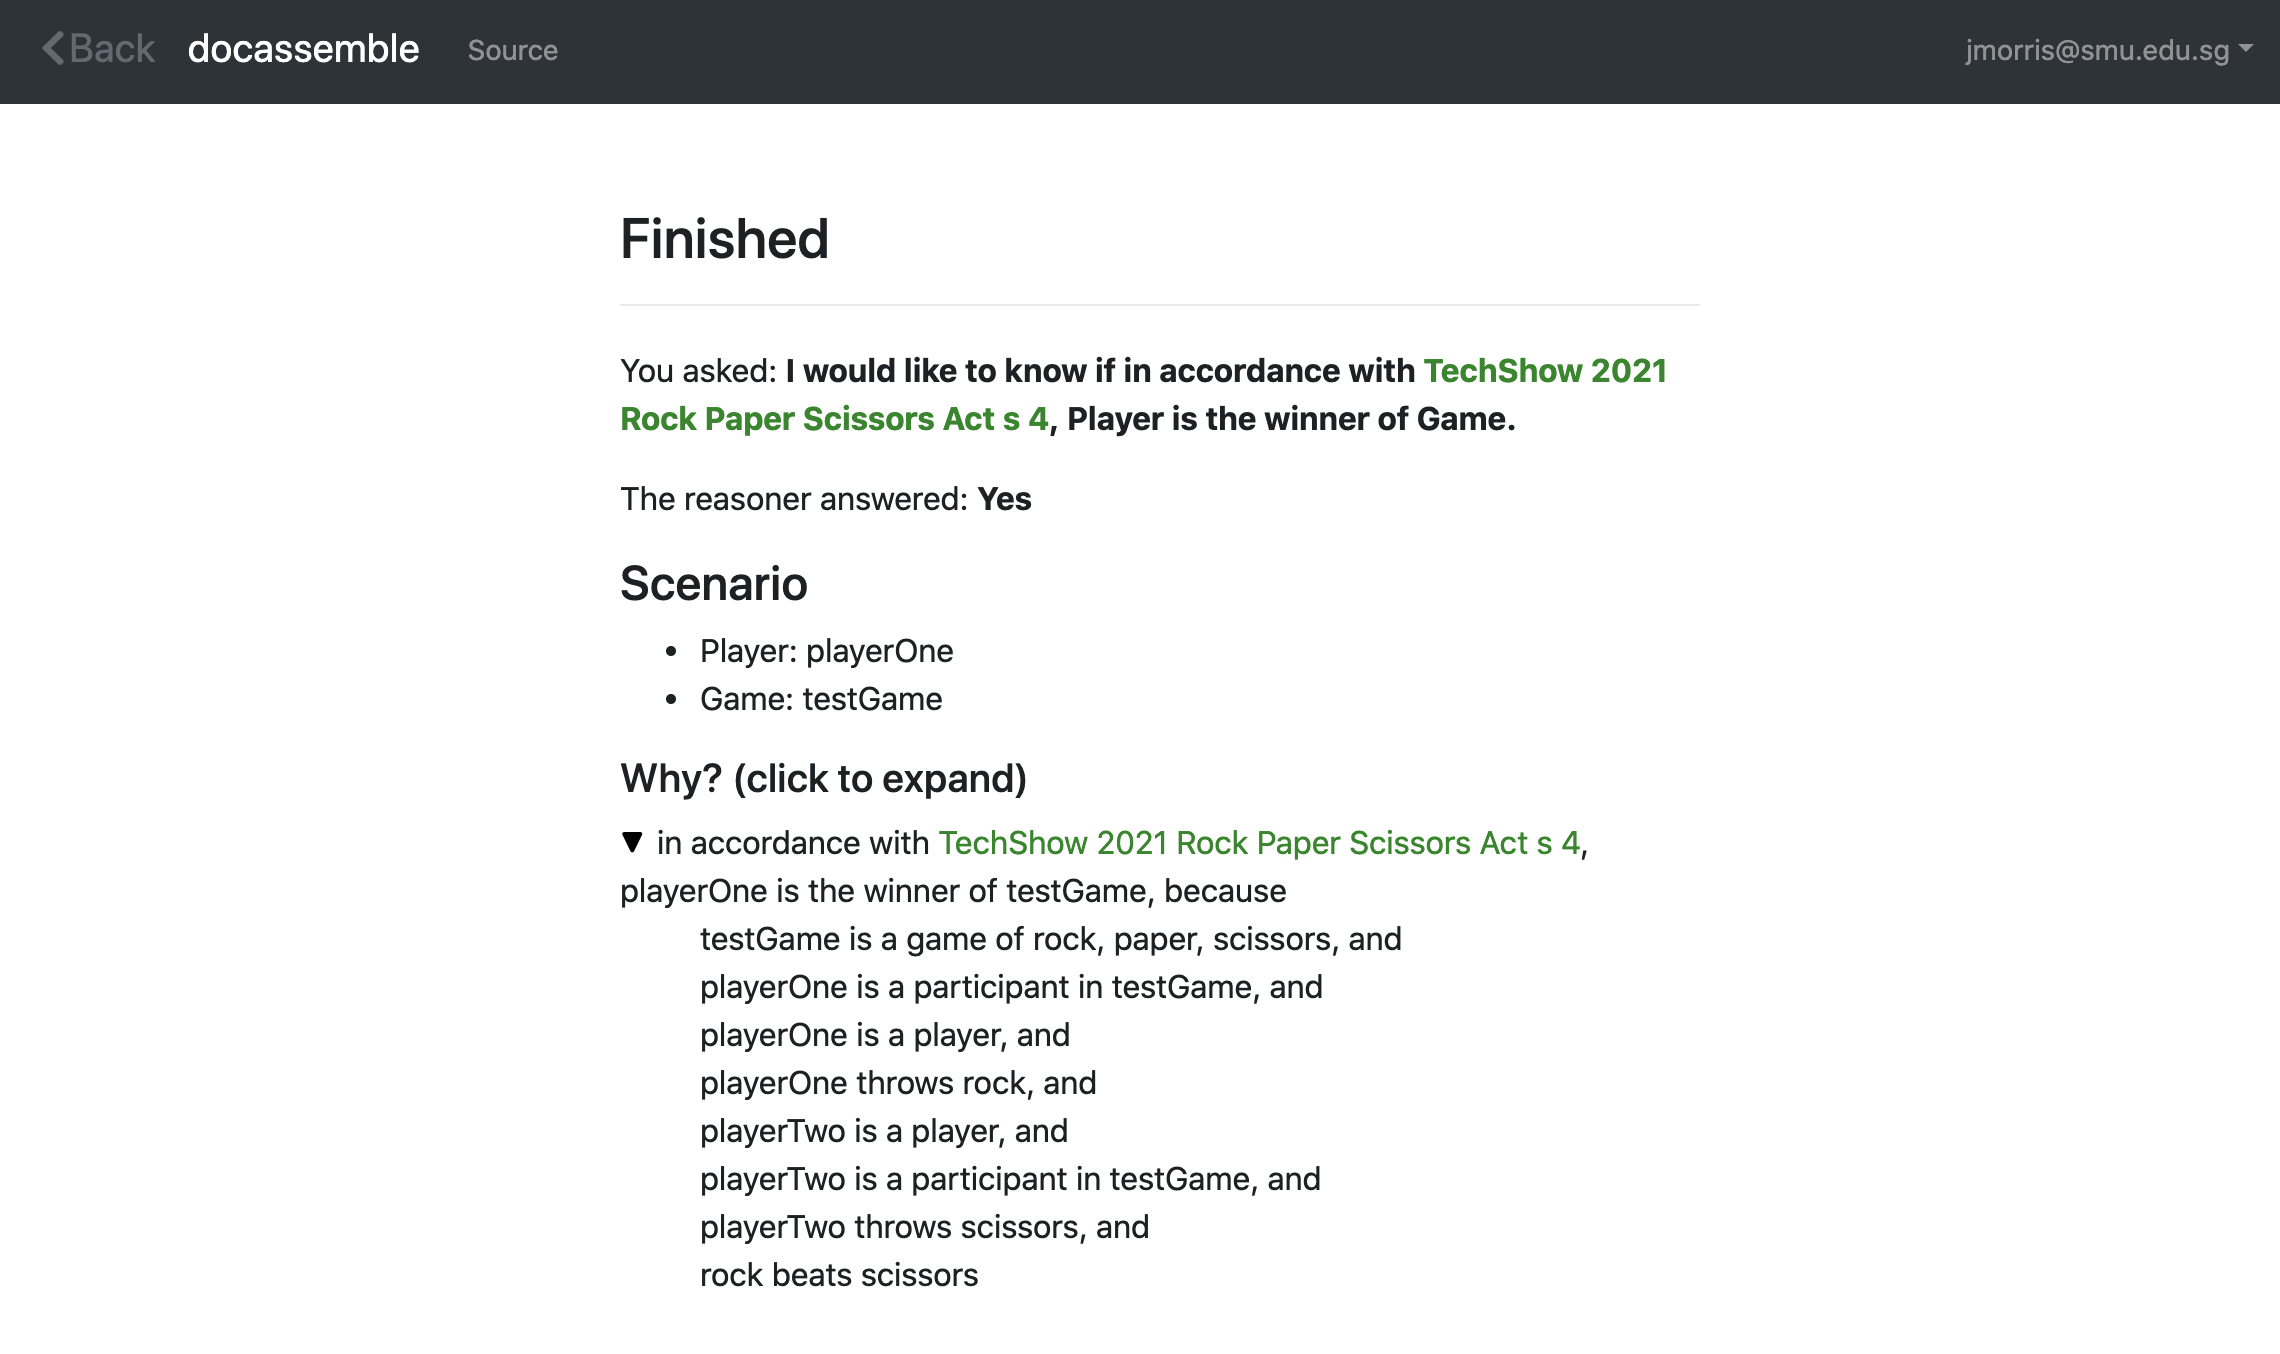 Back docassemble Source jmorris@smu.edu.sg
Finished
You asked: I would like to know if in accordance with TechShow 2021
Rock Paper Scissors Act s 4, Player is the winner of Game.
The reasoner answered: Yes
Scenario
• Player: playerOne
• Game: testGame
Why? (click to expand)
▼ in accordance with TechShow 2021 Rock Paper Scissors Act s 4,
playerOne is the winner of testGame, because
testGame is a game of rock, paper, scissors, and
playerOne is a participant in testGame, and
playerOne is a player, and
playerOne throws rock, and
playerTwo is a player, and
playerTwo is a participant in testGame, and
playerTwo throws scissors, and
rock beats scissors